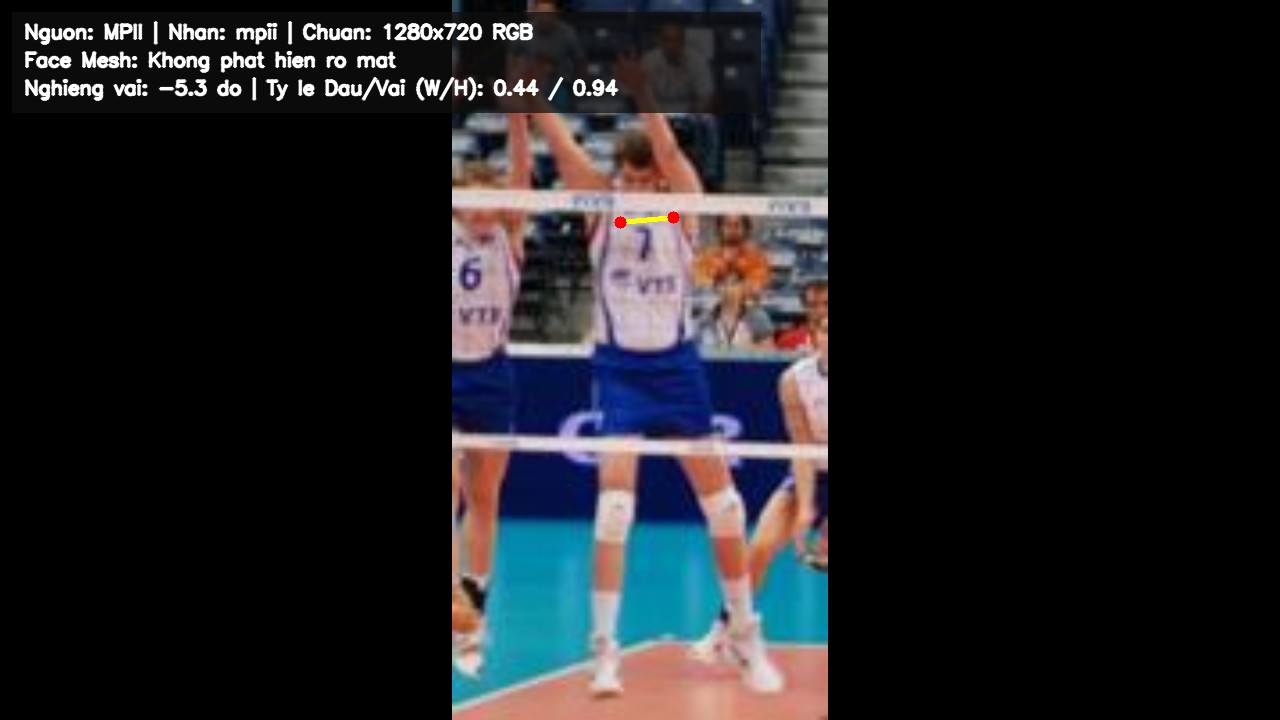 Nguon: MPII | Nhan: mpii | Chuan: 1280x720 RGB
Face Mesh: Khong phat hien ro mat
Nghieng vai: -5.3 do | Ty le Dau/Vai (W/H): 0.44 / 0.94
7
VTB
6
VTB